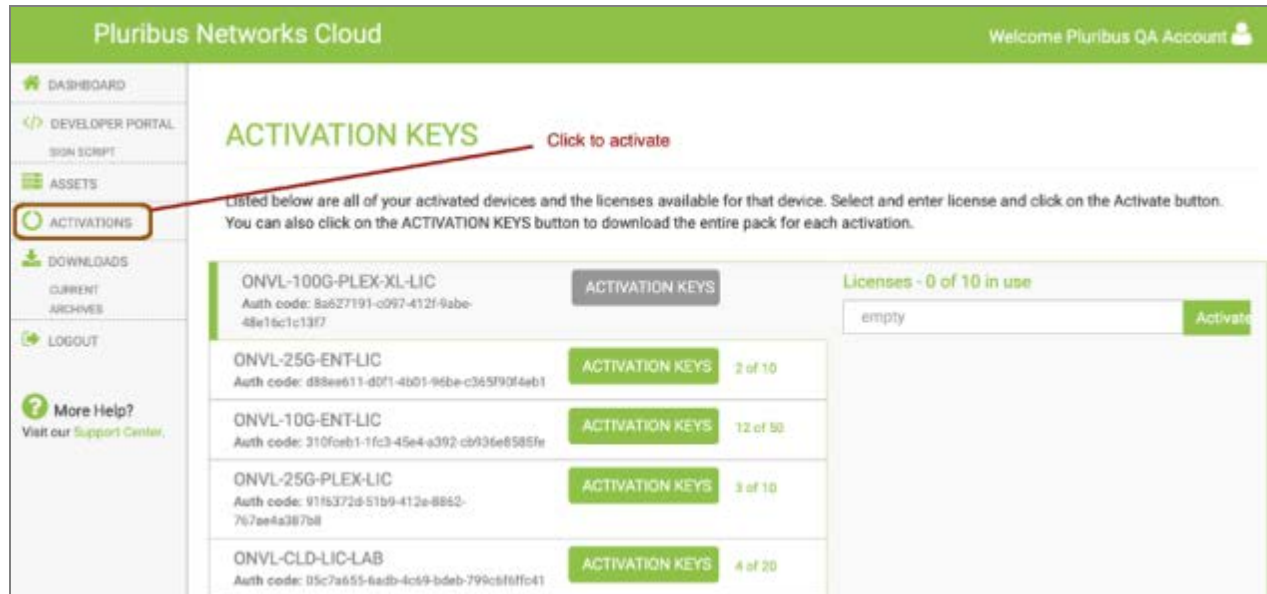 Pluribus Networks Cloud
Welcome Pluribus QA Account
DASHBOARD
</> DEVELOPER PORTAL
SIGN SCRIPT
ASSETS
ACTIVATIONS
DOWNLOADS
CURRENT
ARCHIVES
LOGOUT
? More Help?
Visit our Support Center.
ACTIVATION KEYS
Click to activate
Listed below are all of your activated devices and the licenses available for that device. Select and enter license and click on the Activate button.
You can also click on the ACTIVATION KEYS button to download the entire pack for each activation.
ONVL-100G-PLEX-XL-LIC
Auth code: 8a627191-c097-412f-9abe-
48e16c1c13f7
ACTIVATION KEYS
Licenses - 0 of 10 in use
empty
Activate
ONVL-25G-ENT-LIC
Auth code: d88ee611-d0f1-4b01-96be-c365f90f4eb1
ACTIVATION KEYS
2 of 10
ONVL-10G-ENT-LIC
Auth code: 310fceb1-1fc3-45e4-a392-cb936e8585fe
ACTIVATION KEYS
12 of 50
ONVL-25G-PLEX-LIC
Auth code: 91f6372d-51b9-412e-8862-
767ae4a387b8
ACTIVATION KEYS
3 of 10
ONVL-CLD-LIC-LAB
Auth code: 05c7a655-6adb-4c69-bdeb-799c6f6ffc41
ACTIVATION KEYS
4 of 20